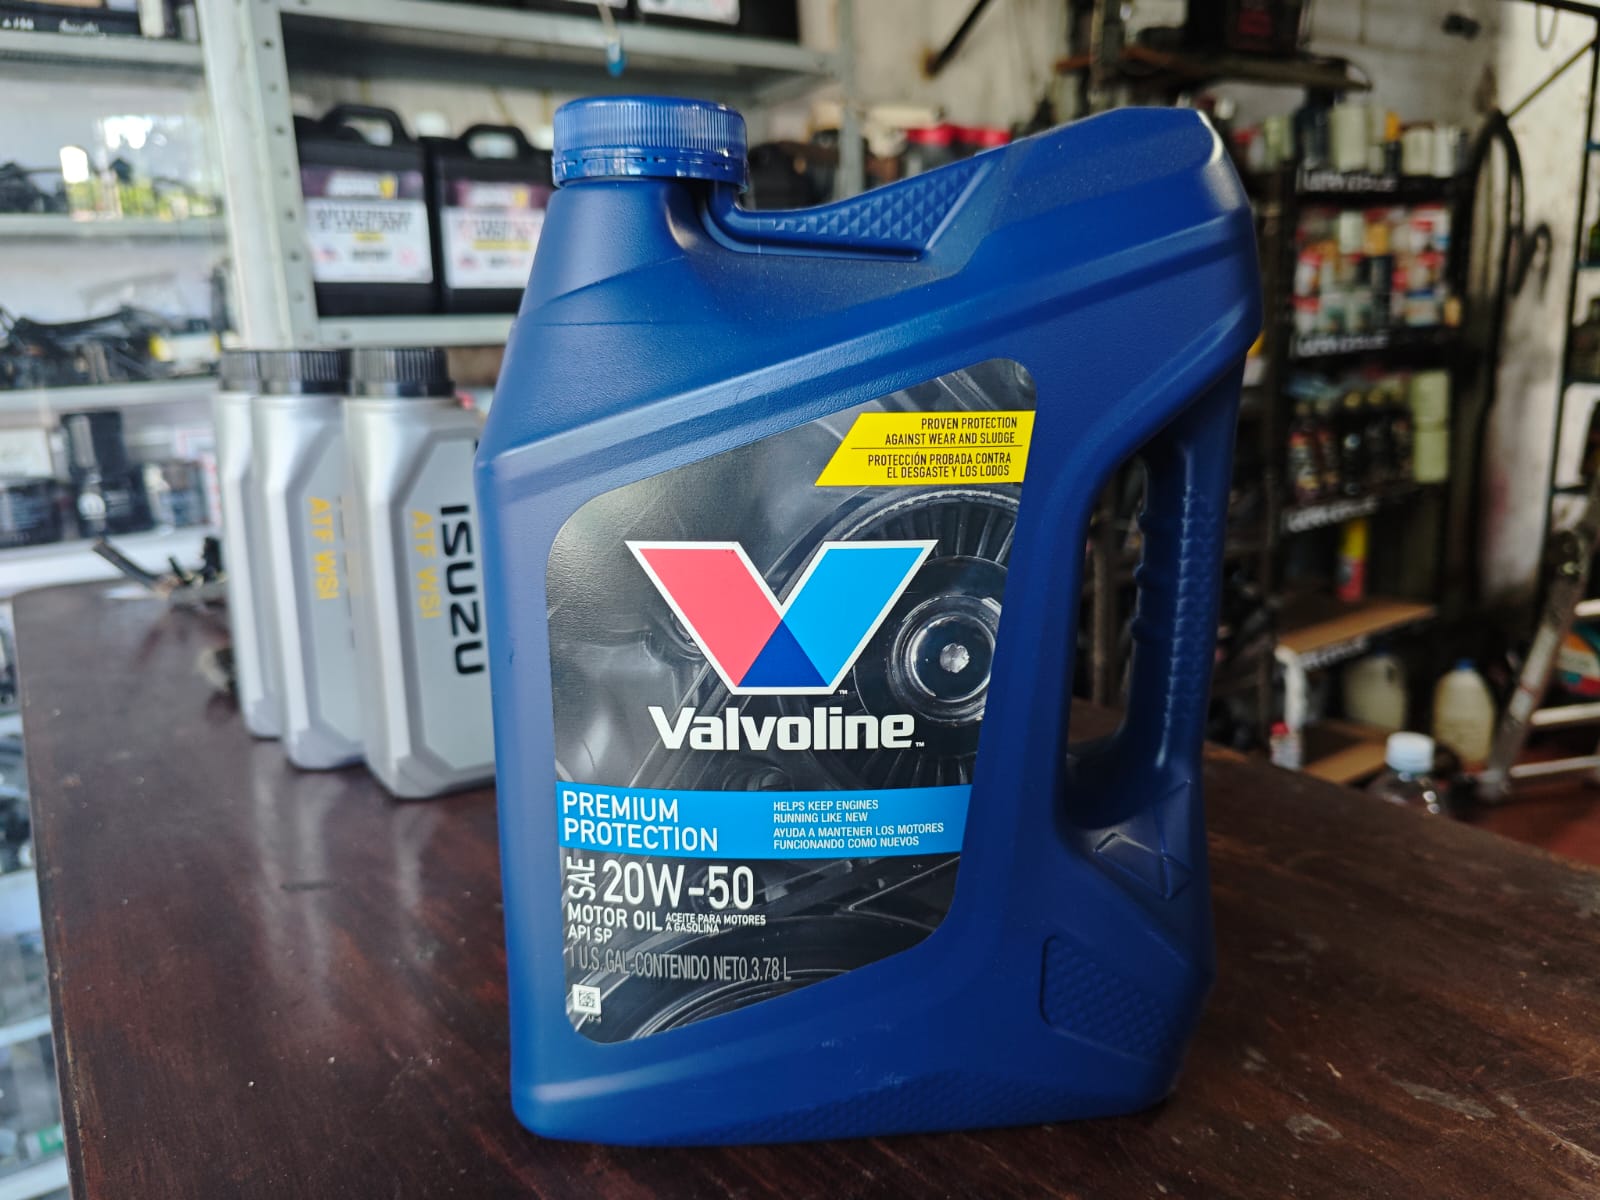 PROVEN PROTECTION
AGAINST WEAR AND SLUDGE
PROTECCIÓN PROBADA CONTRA
EL DESGASTE Y LOS LODOS
Valvoline™
PREMIUM
PROTECTION
HELPS KEEP ENGINES
RUNNING LIKE NEW
AYUDA A MANTENER LOS MOTORES
FUNCIONANDO COMO NUEVOS
SAE 20W-50
MOTOR OIL
ACEITE PARA MOTORES
A GASOLINA
API SP
1 U.S. GAL-CONTENIDO NETO 3.78 L
ISUZU
ATF WSI
ATF WSI